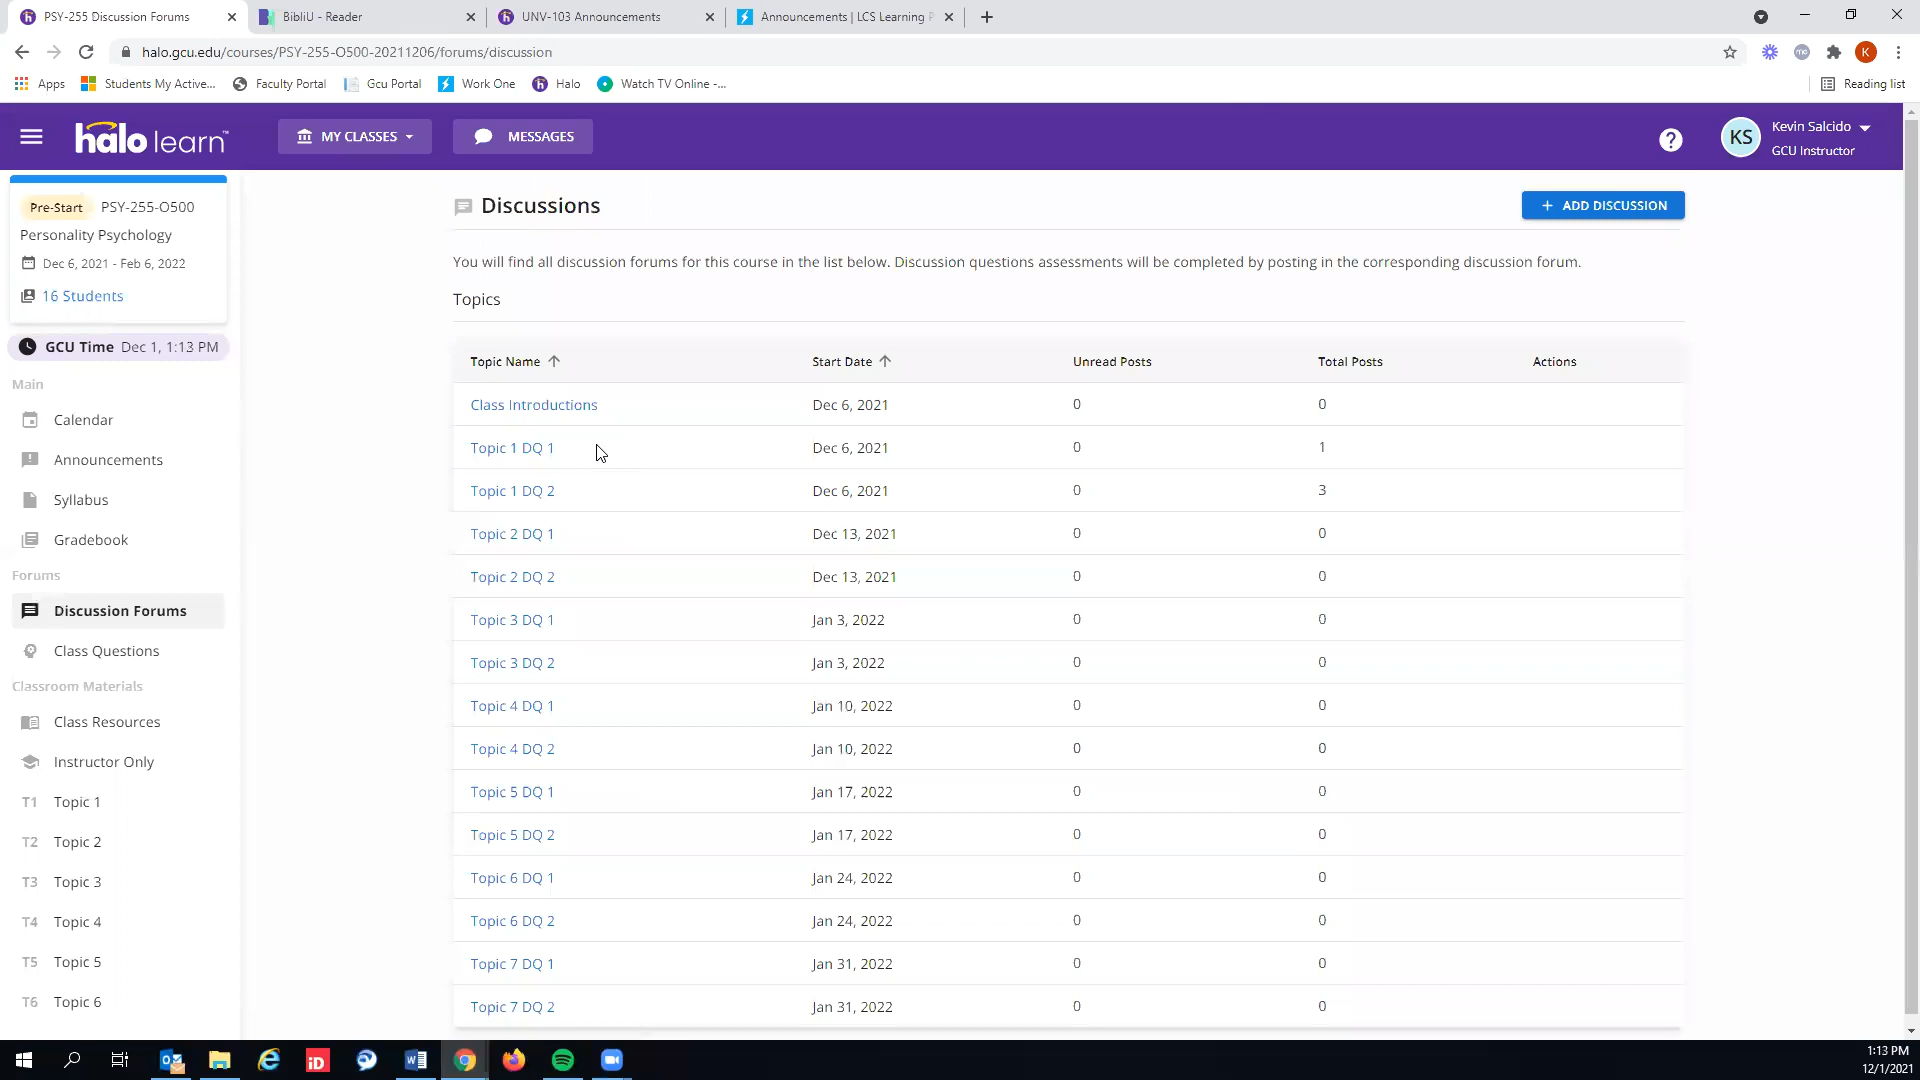 PSY-255 Discussion Forums
BibliU - Reader
UNV-103 Announcements
Announcements | LCS Learning P
halo.gcu.edu/courses/PSY-255-O500-20211206/forums/discussion
K
Apps
Students My Active...
Faculty Portal
Gcu Portal
Work One
Halo
Watch TV Online -...
Reading list
halo learn™
MY CLASSES
MESSAGES
?
KS
Kevin Salcido
GCU Instructor
Pre-Start PSY-255-O500
Personality Psychology
Dec 6, 2021 - Feb 6, 2022
16 Students
GCU Time Dec 1, 1:13 PM
Main
Calendar
Announcements
Syllabus
Gradebook
Forums
Discussion Forums
Class Questions
Classroom Materials
Class Resources
Instructor Only
T1 Topic 1
T2 Topic 2
T3 Topic 3
T4 Topic 4
T5 Topic 5
T6 Topic 6
Discussions
+ ADD DISCUSSION
You will find all discussion forums for this course in the list below. Discussion questions assessments will be completed by posting in the corresponding discussion forum.
Topics
Topic Name Start Date Unread Posts Total Posts Actions
Class Introductions Dec 6, 2021 0 0
Topic 1 DQ 1 Dec 6, 2021 0 1
Topic 1 DQ 2 Dec 6, 2021 0 3
Topic 2 DQ 1 Dec 13, 2021 0 0
Topic 2 DQ 2 Dec 13, 2021 0 0
Topic 3 DQ 1 Jan 3, 2022 0 0
Topic 3 DQ 2 Jan 3, 2022 0 0
Topic 4 DQ 1 Jan 10, 2022 0 0
Topic 4 DQ 2 Jan 10, 2022 0 0
Topic 5 DQ 1 Jan 17, 2022 0 0
Topic 5 DQ 2 Jan 17, 2022 0 0
Topic 6 DQ 1 Jan 24, 2022 0 0
Topic 6 DQ 2 Jan 24, 2022 0 0
Topic 7 DQ 1 Jan 31, 2022 0 0
Topic 7 DQ 2 Jan 31, 2022 0 0
iD
1:13 PM
12/1/2021